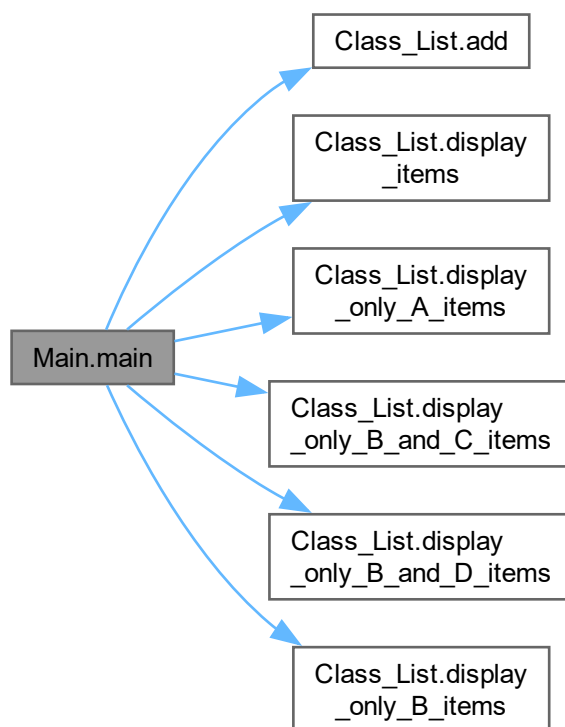 Class_List.add
Class_List.display
_items
Class_List.display
_only_A_items
Main.main
Class_List.display
_only_B_and_C_items
Class_List.display
_only_B_and_D_items
Class_List.display
_only_B_items